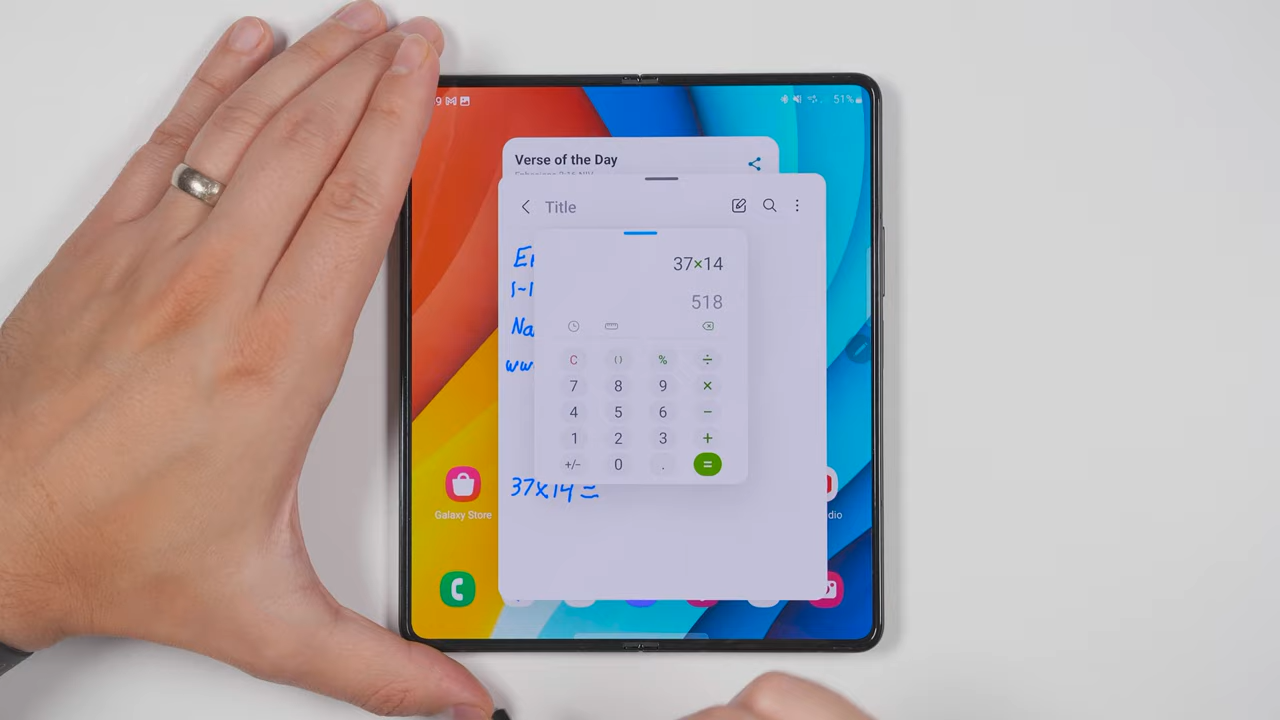 51%
Verse of the Day
Title
37×14
518
C () % ÷
7 8 9 ×
4 5 6 −
1 2 3 +
+/− 0 . =
37x14 =
Galaxy Store